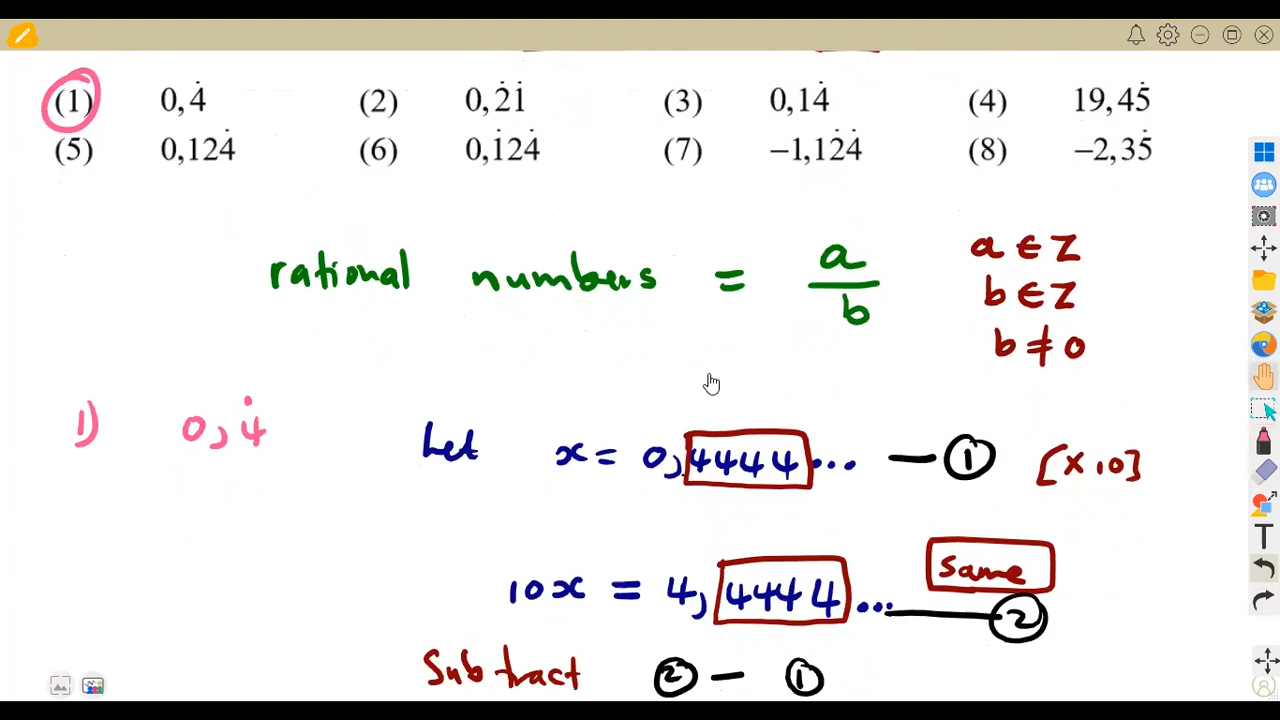 (1) 0,4̇ (2) 0,2̇1̇ (3) 0,14̇ (4) 19,45̇
(5) 0,124̇ (6) 0,1̇24̇ (7) −1,12̇4̇ (8) −2,35̇
rational numbers = a/b a ∈ Z
b ∈ Z
b ≠ 0
1) 0,4̇ Let x = 0,4444... — ① [×10]
10x = 4,4444... — ② Same
Subtract ② − ①
T